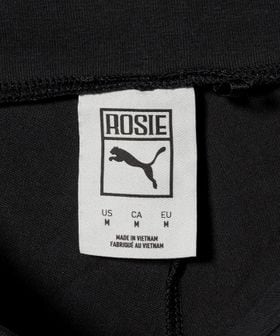 ROSIE
US CA EU
M M M
MADE IN VIETNAM
FABRIQUÉ AU VIETNAM